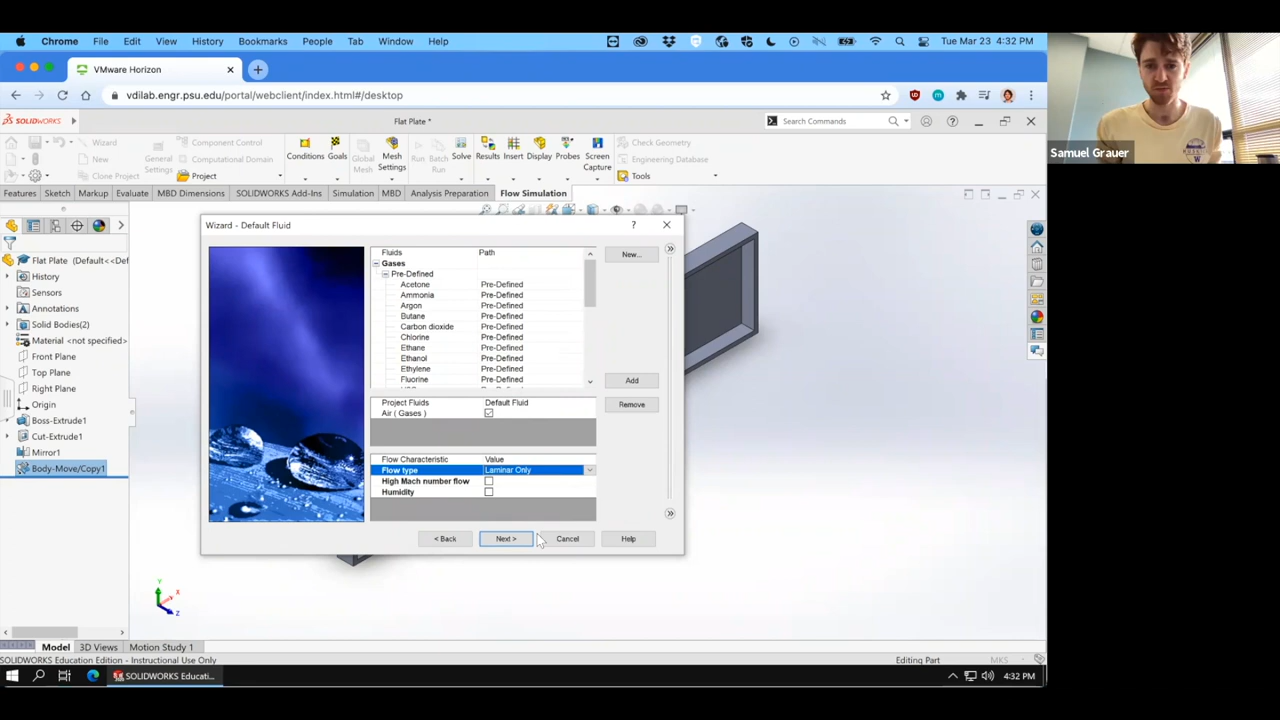 Chrome File Edit View History Bookmarks People Tab Window Help Tue Mar 23 4:32 PM
VMware Horizon
vdilab.engr.psu.edu/portal/webclient/index.html#/desktop
SOLIDWORKS Flat Plate * Search Commands
Wizard
New
Clone Project
General Settings
Component Control
Computational Domain
Project
Conditions Goals Global Mesh Mesh Settings Run Batch Run Solve Results Insert Display Probes Screen Capture
Check Geometry
Engineering Database
Tools
Features Sketch Markup Evaluate MBD Dimensions SOLIDWORKS Add-Ins Simulation MBD Analysis Preparation Flow Simulation
Samuel Grauer
Flat Plate (Default<<Def
History
Sensors
Annotations
Solid Bodies(2)
Material <not specified>
Front Plane
Top Plane
Right Plane
Origin
Boss-Extrude1
Cut-Extrude1
Mirror1
Body-Move/Copy1
Wizard - Default Fluid ?
Fluids Path
Gases
Pre-Defined
Acetone Pre-Defined
Ammonia Pre-Defined
Argon Pre-Defined
Butane Pre-Defined
Carbon dioxide Pre-Defined
Chlorine Pre-Defined
Ethane Pre-Defined
Ethanol Pre-Defined
Ethylene Pre-Defined
Fluorine Pre-Defined
New...
Add
Project Fluids Default Fluid
Air ( Gases )
Remove
Flow Characteristic Value
Flow type Laminar Only
High Mach number flow
Humidity
< Back Next > Cancel Help
Y
X
Z
Model 3D Views Motion Study 1
SOLIDWORKS Education Edition - Instructional Use Only Editing Part MKS
SOLIDWORKS Educati... 4:32 PM